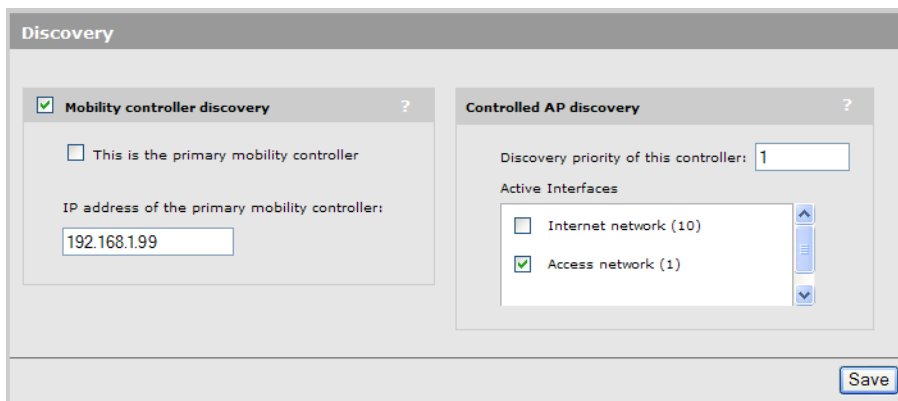 Discovery
Mobility controller discovery ?
This is the primary mobility controller
IP address of the primary mobility controller:
192.168.1.99
Controlled AP discovery ?
Discovery priority of this controller: 1
Active Interfaces
Internet network (10)
Access network (1)
Save